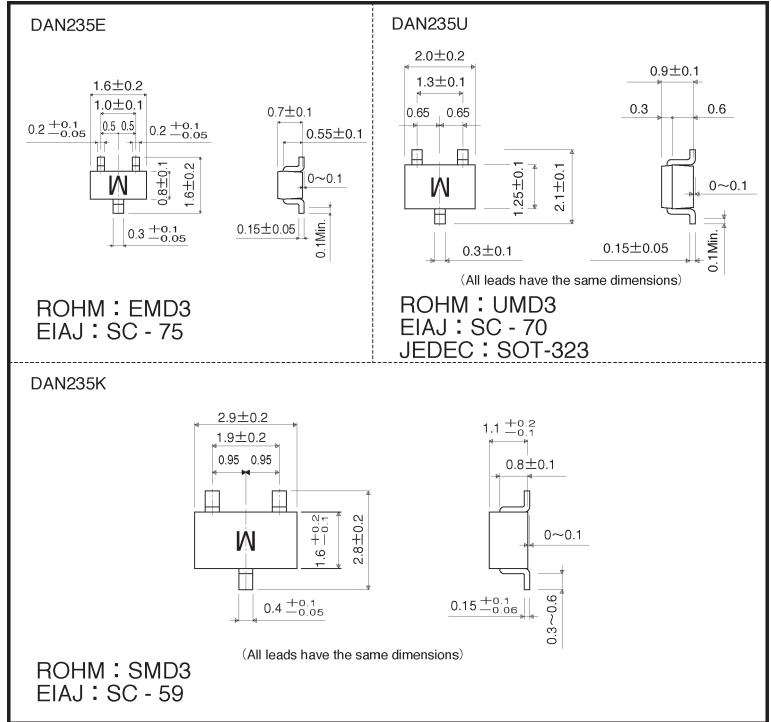 DAN235E
1.6±0.2
1.0±0.1
0.5 0.5
0.2 +0.1 −0.05
0.2 +0.1 −0.05
M
0.8±0.1
1.6±0.2
0.3 +0.1 −0.05
0.7±0.1
0.55±0.1
0～0.1
0.15±0.05
0.1Min.
ROHM：EMD3
EIAJ：SC - 75
DAN235U
2.0±0.2
1.3±0.1
0.65 0.65
M
1.25±0.1
2.1±0.1
0.3±0.1
0.9±0.1
0.3 0.6
0～0.1
0.15±0.05
0.1Min.
(All leads have the same dimensions)
ROHM：UMD3
EIAJ：SC - 70
JEDEC：SOT-323
DAN235K
2.9±0.2
1.9±0.2
0.95 0.95
M
1.6 +0.2 −0.1
2.8±0.2
0.4 +0.1 −0.05
1.1 +0.2 −0.1
0.8±0.1
0～0.1
0.15 +0.1 −0.06
0.3～0.6
(All leads have the same dimensions)
ROHM：SMD3
EIAJ：SC - 59